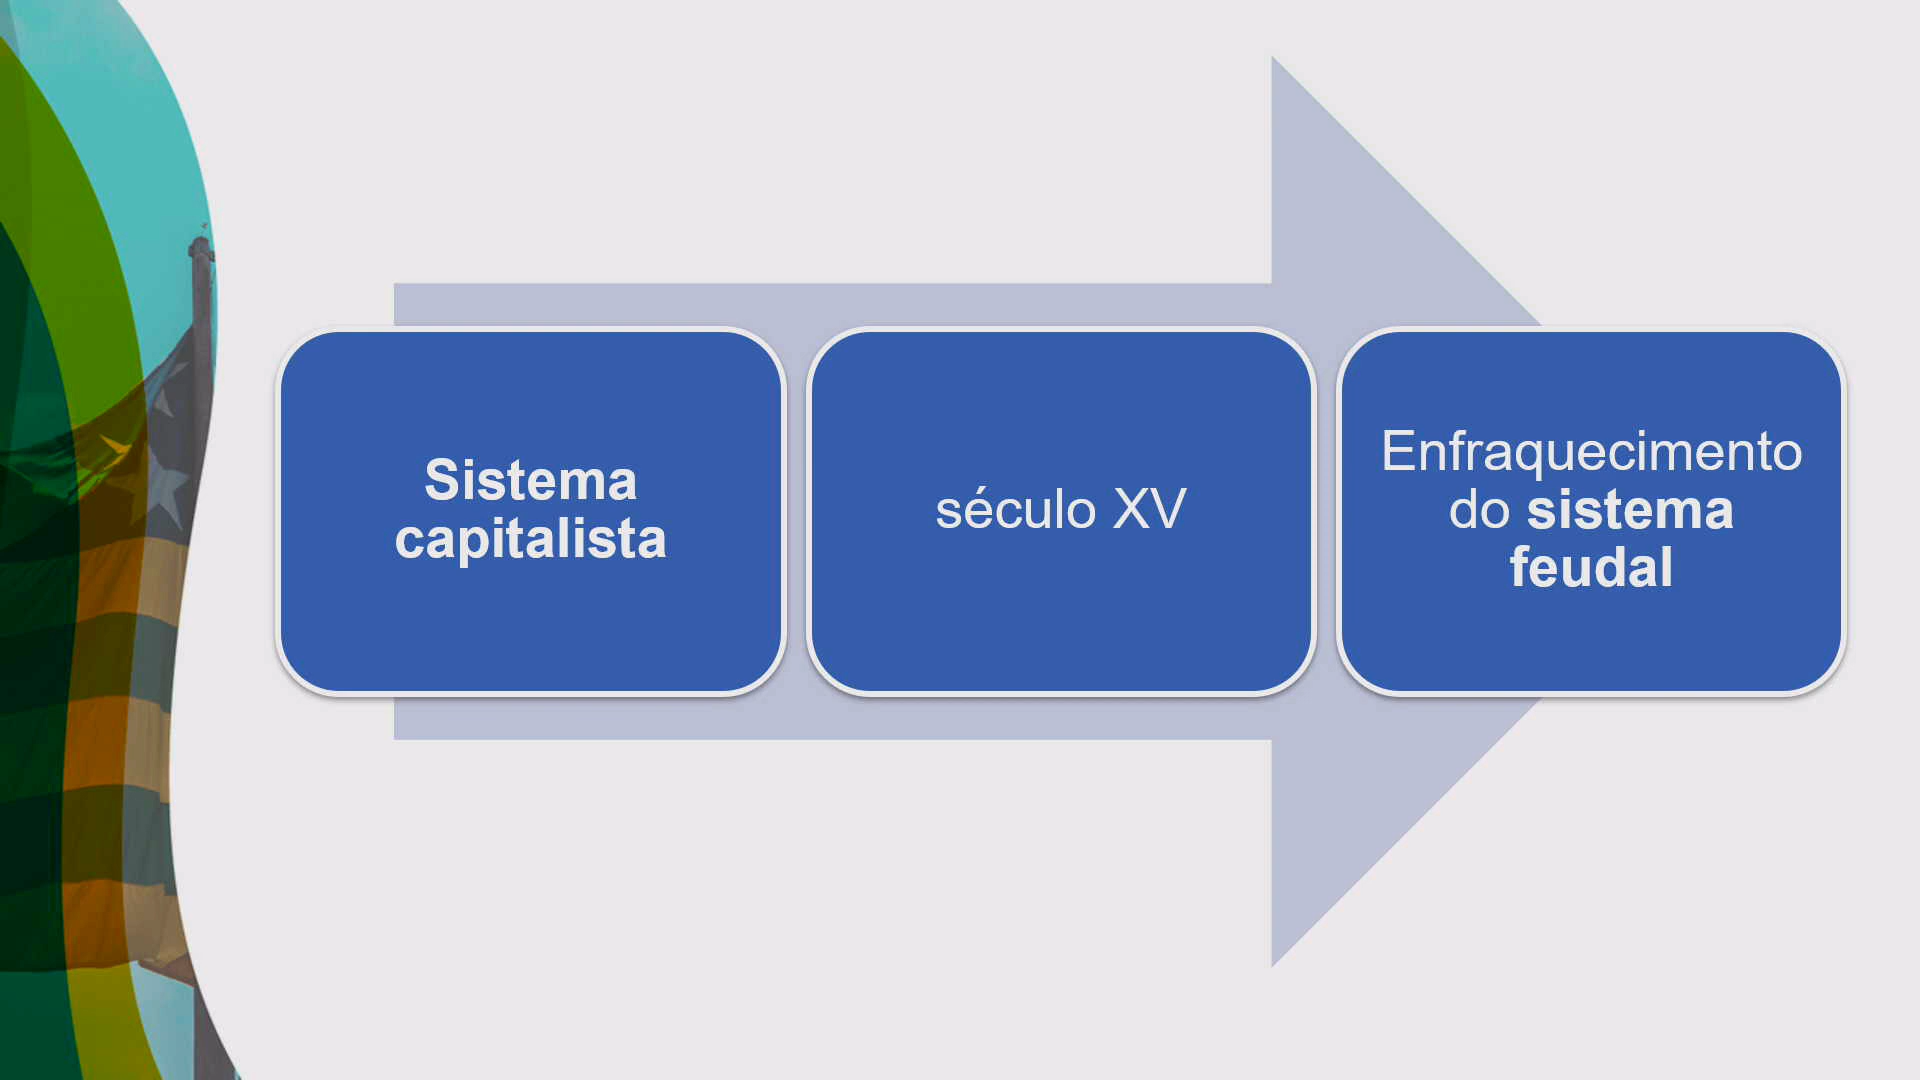 Sistema
capitalista
século XV
Enfraquecimento
do sistema
feudal